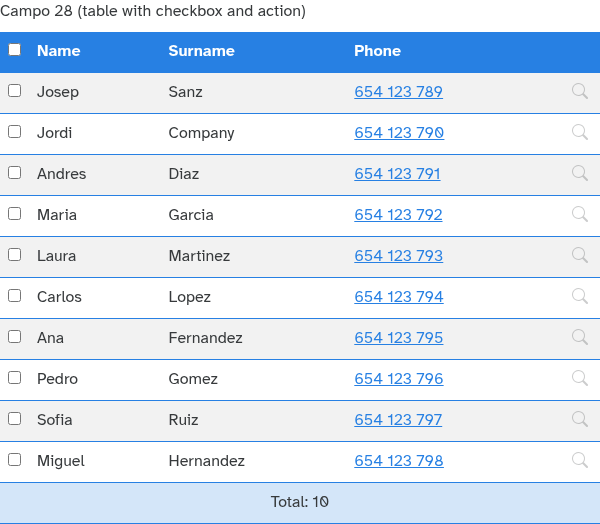 Campo 28 (table with checkbox and action)
Name Surname Phone
Josep Sanz 654 123 789
Jordi Company 654 123 790
Andres Diaz 654 123 791
Maria Garcia 654 123 792
Laura Martinez 654 123 793
Carlos Lopez 654 123 794
Ana Fernandez 654 123 795
Pedro Gomez 654 123 796
Sofia Ruiz 654 123 797
Miguel Hernandez 654 123 798
Total: 10